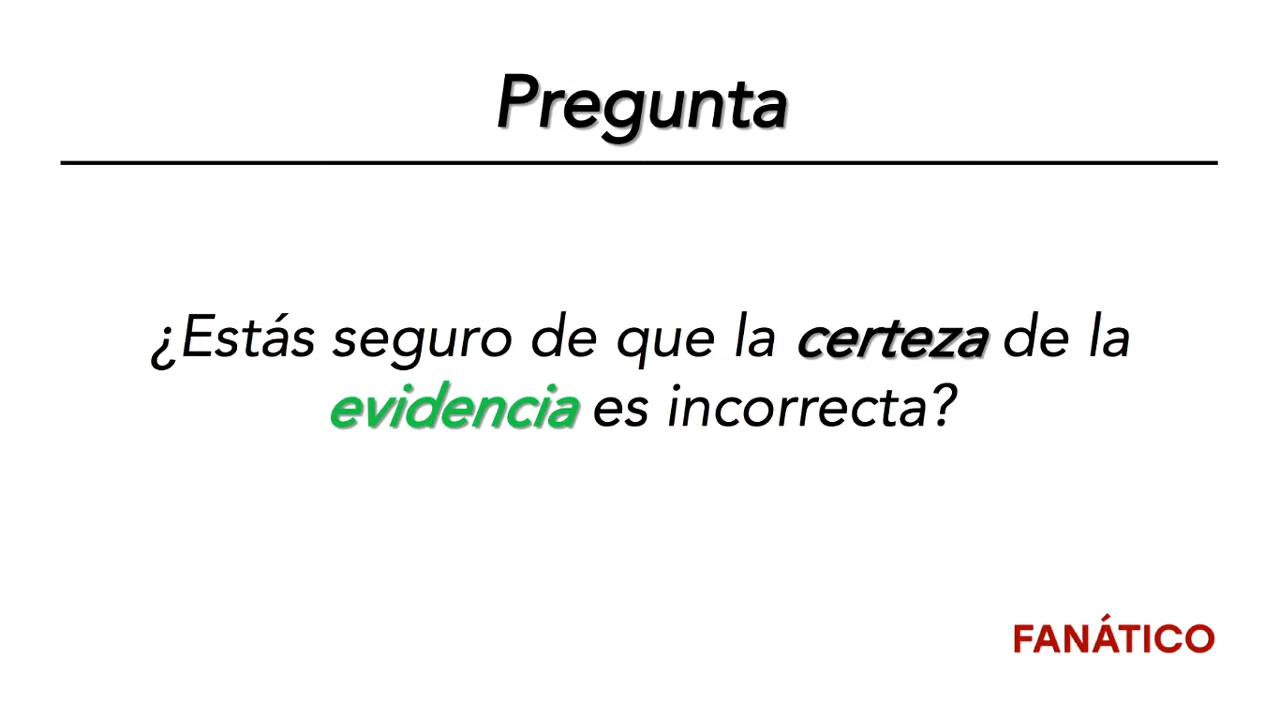 Pregunta
¿Estás seguro de que la certeza de la
evidencia es incorrecta?
FANÁTICO